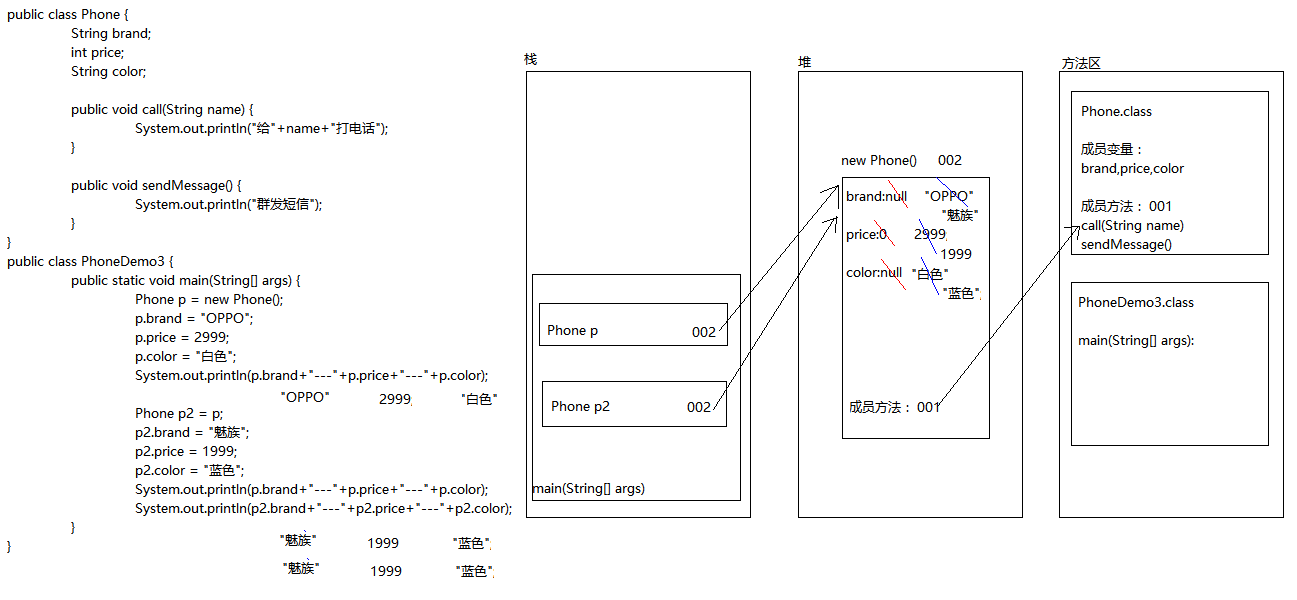 public class Phone {
String brand;
int price;
String color;
public void call(String name) {
System.out.println("给"+name+"打电话");
}
public void sendMessage() {
System.out.println("群发短信");
}
}
public class PhoneDemo3 {
public static void main(String[] args) {
Phone p = new Phone();
p.brand = "OPPO";
p.price = 2999;
p.color = "白色";
System.out.println(p.brand+"---"+p.price+"---"+p.color);
"OPPO" 2999; "白色"
Phone p2 = p;
p2.brand = "魅族";
p2.price = 1999;
p2.color = "蓝色";
System.out.println(p.brand+"---"+p.price+"---"+p.color);
System.out.println(p2.brand+"---"+p2.price+"---"+p2.color);
}
}
"魅族" 1999 "蓝色";
"魅族" 1999 "蓝色";
栈
Phone p 002
Phone p2 002
main(String[] args)
堆
new Phone() 002
brand:null "OPPO"
"魅族"
price:0 2999;
1999
color:null "白色"
"蓝色";
成员方法：001
方法区
Phone.class
成员变量：
brand,price,color
成员方法：001
call(String name)
sendMessage()
PhoneDemo3.class
main(String[] args):